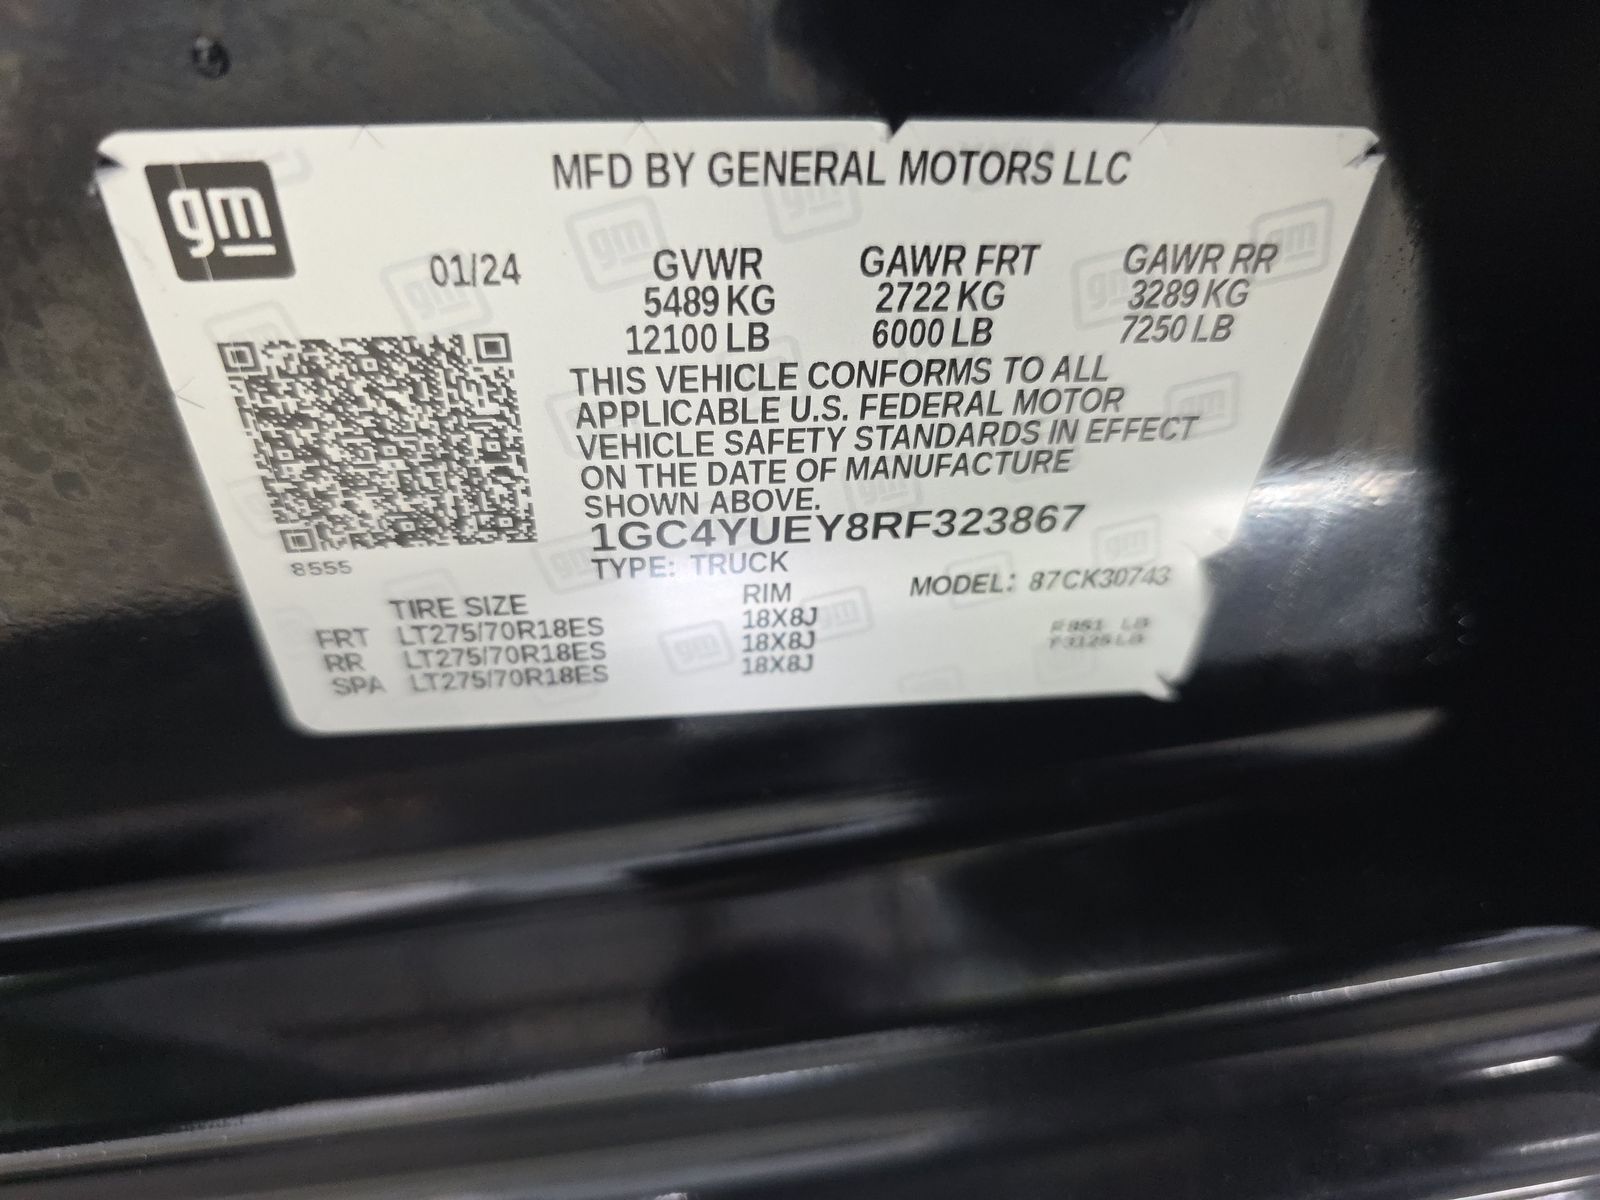 gm
MFD BY GENERAL MOTORS LLC
01/24 GVWR GAWR FRT GAWR RR
5489 KG 2722 KG 3289 KG
12100 LB 6000 LB 7250 LB
THIS VEHICLE CONFORMS TO ALL
APPLICABLE U.S. FEDERAL MOTOR
VEHICLE SAFETY STANDARDS IN EFFECT
ON THE DATE OF MANUFACTURE
SHOWN ABOVE.
1GC4YUEY8RF323867
8555 TYPE: TRUCK MODEL: 87CK30743
TIRE SIZE RIM
FRT LT275/70R18ES 18X8J
RR LT275/70R18ES 18X8J
SPA LT275/70R18ES 18X8J